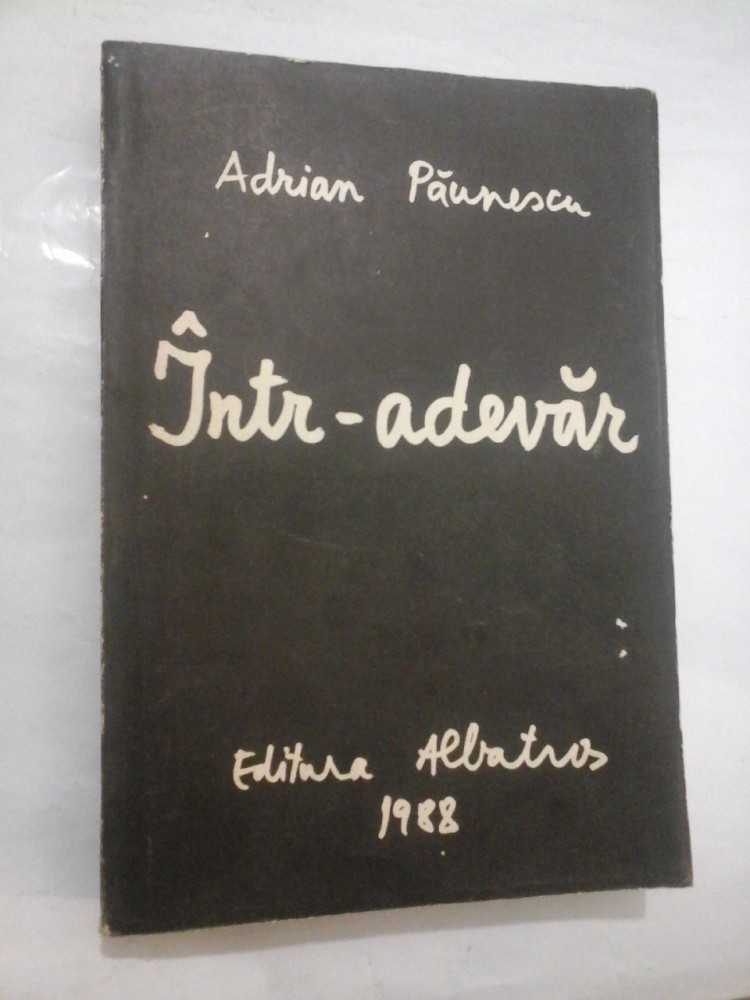 Adrian Păunescu
Într-adevăr
Editura Albatros
1988